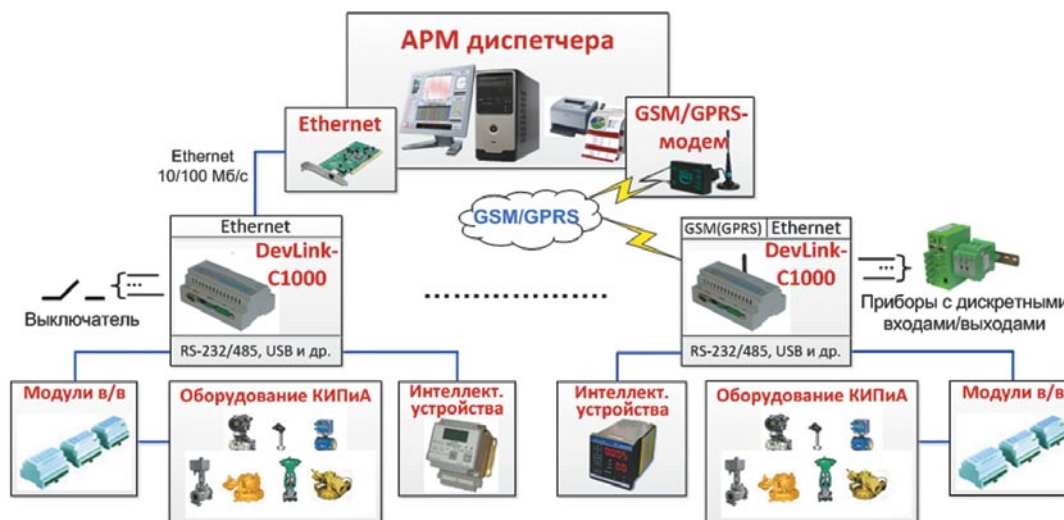 АРМ диспетчера
Ethernet
GSM/GPRS-
модем
Ethernet
10/100 Мб/с
GSM/GPRS
Ethernet
DevLink-
C1000
Выключатель
RS-232/485, USB и др.
GSM(GPRS) Ethernet
DevLink-
C1000
Приборы с дискретными
входами/выходами
RS-232/485, USB и др.
Модули в/в
Оборудование КИПиА
Интеллект.
устройства
Интеллект.
устройства
Оборудование КИПиА
Модули в/в